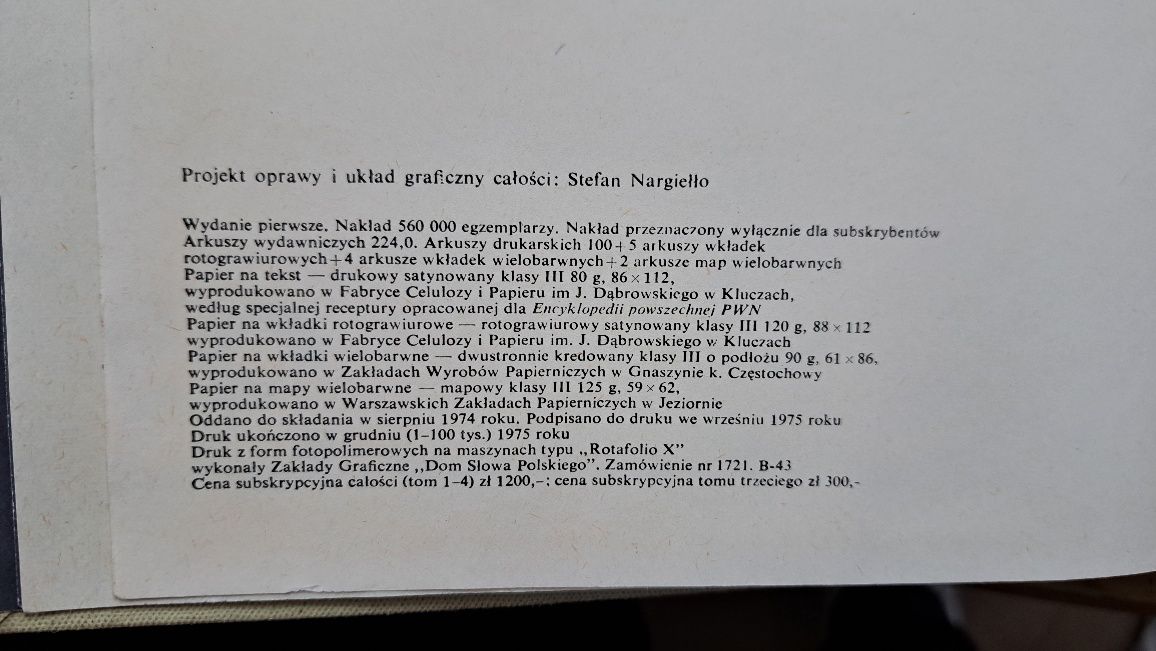 Projekt oprawy i układ graficzny całości: Stefan Nargiełło
Wydanie pierwsze. Nakład 560 000 egzemplarzy. Nakład przeznaczony wyłącznie dla subskrybentów
Arkuszy wydawniczych 224,0. Arkuszy drukarskich 100+5 arkuszy wkładek
rotograwiurowych+4 arkusze wkładek wielobarwnych+2 arkusze map wielobarwnych
Papier na tekst — drukowy satynowany klasy III 80 g, 86×112,
wyprodukowano w Fabryce Celulozy i Papieru im J. Dąbrowskiego w Kluczach,
według specjalnej receptury opracowanej dla Encyklopedii powszechnej PWN
Papier na wkładki rotograwiurowe — rotograwiurowy satynowany klasy III 120 g, 88×112
wyprodukowano w Fabryce Celulozy i Papieru im. J. Dąbrowskiego w Kluczach
Papier na wkładki wielobarwne — dwustronnie kredowany klasy III o podłożu 90 g, 61×86,
wyprodukowano w Zakładach Wyrobów Papierniczych w Gnaszynie k. Częstochowy
Papier na mapy wielobarwne — mapowy klasy III 125 g, 59×62,
wyprodukowano w Warszawskich Zakładach Papierniczych w Jeziornie
Oddano do składania w sierpniu 1974 roku. Podpisano do druku we wrześniu 1975 roku
Druk ukończono w grudniu (1-100 tys.) 1975 roku
Druk z form fotopolimerowych na maszynach typu „Rotafolio X”
wykonały Zakłady Graficzne „Dom Słowa Polskiego”. Zamówienie nr 1721. B-43
Cena subskrypcyjna całości (tom 1-4) zł 1200,-; cena subskrypcyjna tomu trzeciego zł 300,-